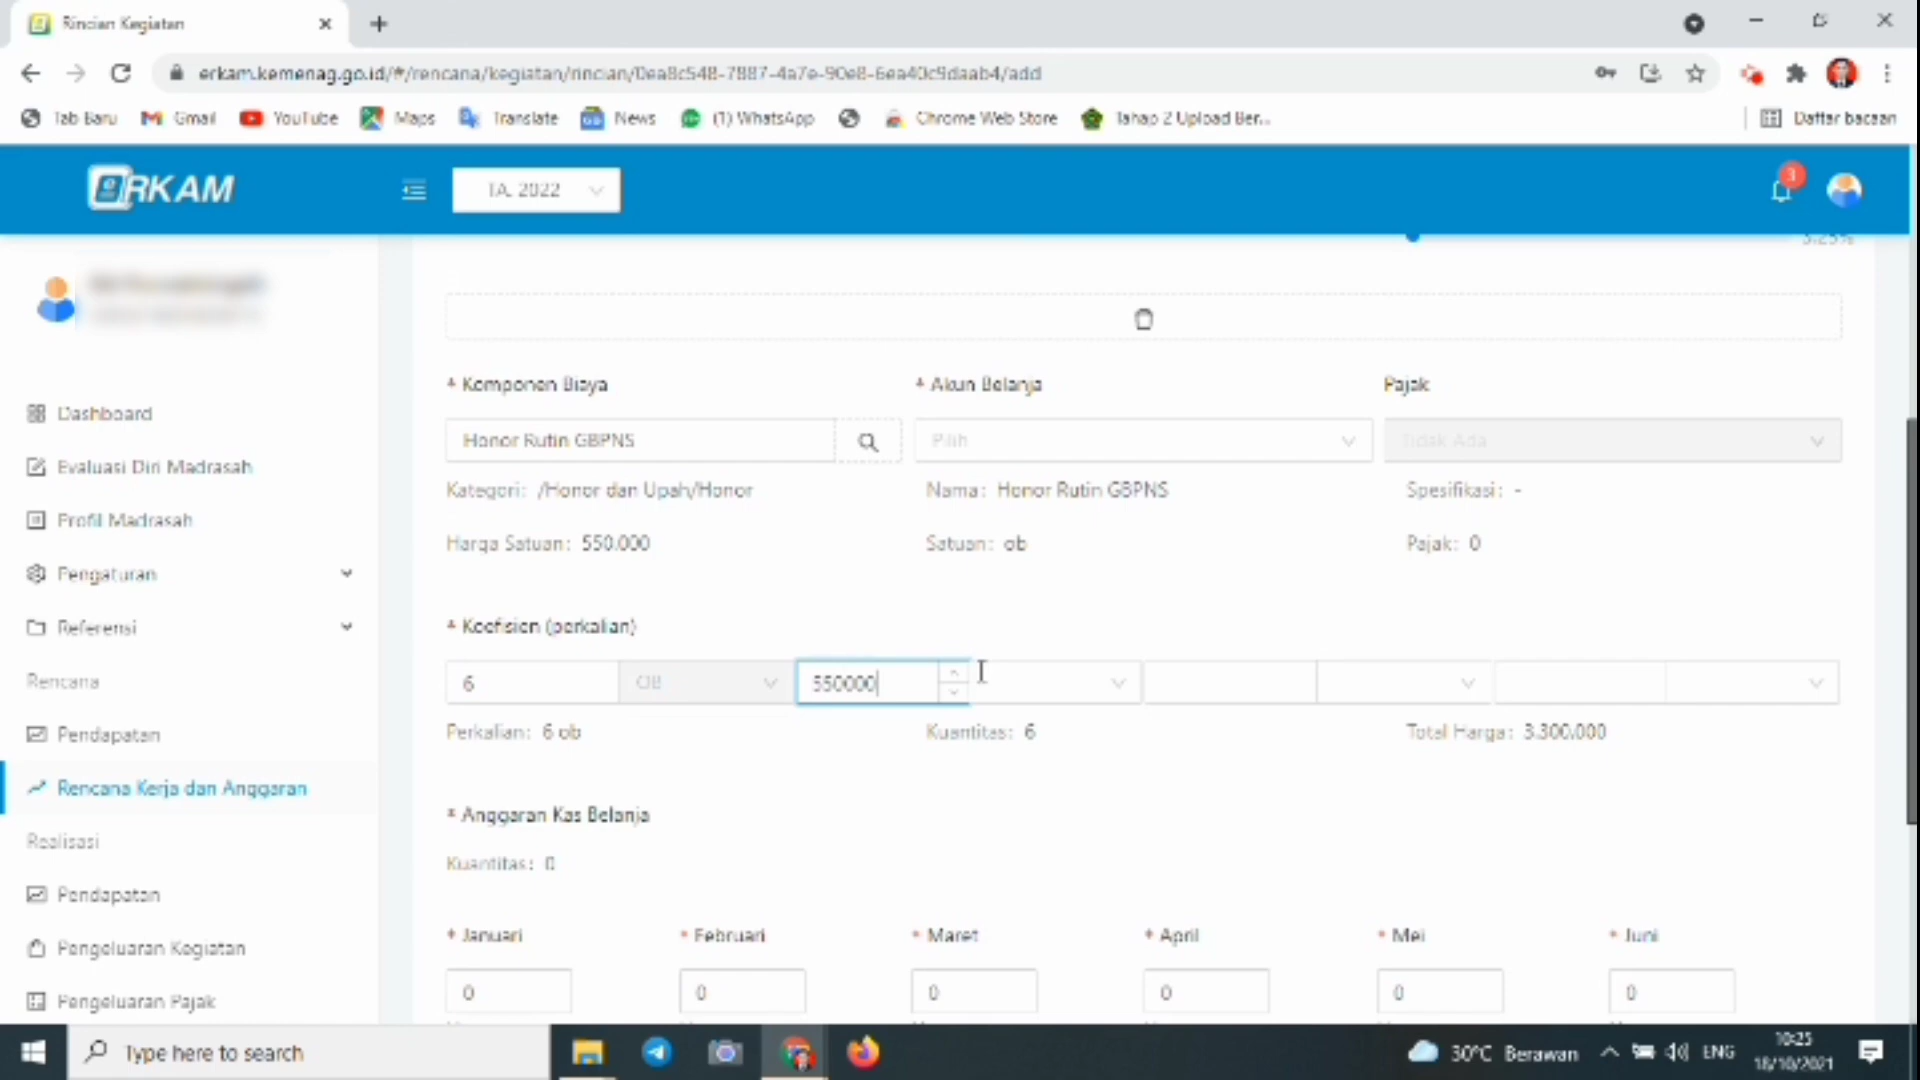 Rincian Kegiatan
erkam.kemenag.go.id/#/rencana/kegiatan/rincian/0ea8c548-7887-4a7e-90e8-6ea40c9daab4/add
Tab Baru Gmail YouTube Maps Translate News (1) WhatsApp Chrome Web Store Tahap 2 Upload Ber... Daftar bacaan
eRKAM TA. 2022 3
3.25%
* Komponen Biaya * Akun Belanja Pajak
Honor Rutin GBPNS Pilih Tidak Ada
Kategori: /Honor dan Upah/Honor Nama: Honor Rutin GBPNS Spesifikasi: -
Harga Satuan: 550.000 Satuan: ob Pajak: 0
* Koefisien (perkalian)
6 OB 550000
Perkalian: 6 ob Kuantitas: 6 Total Harga: 3.300.000
* Anggaran Kas Belanja
Kuantitas: 0
* Januari * Februari * Maret * April * Mei * Juni
0 0 0 0 0 0
Dashboard
Evaluasi Diri Madrasah
Profil Madrasah
Pengaturan
Referensi
Rencana
Pendapatan
Rencana Kerja dan Anggaran
Realisasi
Pendapatan
Pengeluaran Kegiatan
Pengeluaran Pajak
Type here to search 30°C Berawan ENG 10:25
18/10/2021